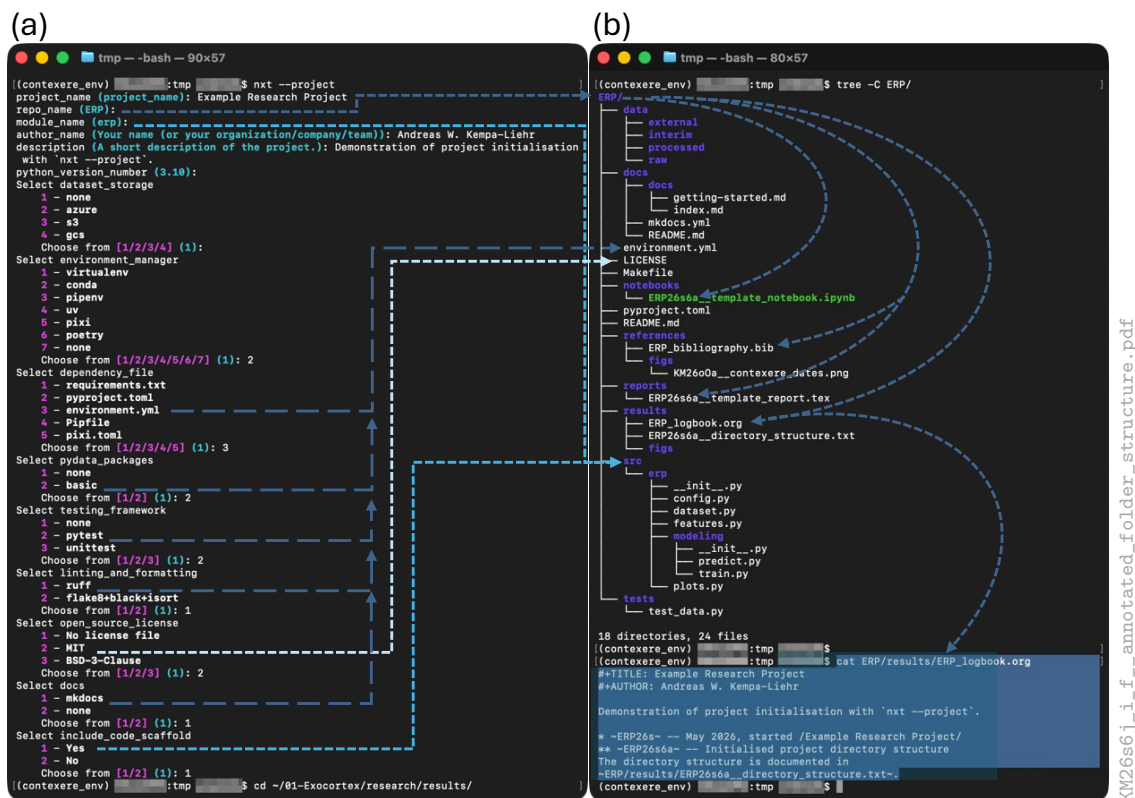 (a)
tmp — -bash — 90×57
[(contexere_env) :tmp $ nxt --project ]
project_name (project_name): Example Research Project
repo_name (ERP):
module_name (erp):
author_name (Your name (or your organization/company/team)): Andreas W. Kempa-Liehr
description (A short description of the project.): Demonstration of project initialisation
with `nxt --project`.
python_version_number (3.10):
Select dataset_storage
1 - none
2 - azure
3 - s3
4 - gcs
Choose from [1/2/3/4] (1):
Select environment_manager
1 - virtualenv
2 - conda
3 - pipenv
4 - uv
5 - pixi
6 - poetry
7 - none
Choose from [1/2/3/4/5/6/7] (1): 2
Select dependency_file
1 - requirements.txt
2 - pyproject.toml
3 - environment.yml
4 - Pipfile
5 - pixi.toml
Choose from [1/2/3/4/5] (1): 3
Select pydata_packages
1 - none
2 - basic
Choose from [1/2] (1): 2
Select testing_framework
1 - none
2 - pytest
3 - unittest
Choose from [1/2/3] (1): 2
Select linting_and_formatting
1 - ruff
2 - flake8+black+isort
Choose from [1/2] (1): 1
Select open_source_license
1 - No license file
2 - MIT
3 - BSD-3-Clause
Choose from [1/2/3] (1): 2
Select docs
1 - mkdocs
2 - none
Choose from [1/2] (1): 1
Select include_code_scaffold
1 - Yes
2 - No
Choose from [1/2] (1): 1
(contexere_env) :tmp $ cd ~/01-Exocortex/research/results/
(b)
tmp — -bash — 80×57
[(contexere_env) :tmp $ tree -C ERP/ ]
ERP/
├── data
│   ├── external
│   ├── interim
│   ├── processed
│   └── raw
├── docs
│   ├── docs
│   │   ├── getting-started.md
│   │   └── index.md
│   ├── mkdocs.yml
│   └── README.md
├── environment.yml
├── LICENSE
├── Makefile
├── notebooks
│   └── ERP26s6a__template_notebook.ipynb
├── pyproject.toml
├── README.md
├── references
│   ├── ERP_bibliography.bib
│   └── figs
│       └── KM26oOa__contexere_dates.png
├── reports
│   └── ERP26s6a__template_report.tex
├── results
│   ├── ERP_logbook.org
│   ├── ERP26s6a__directory_structure.txt
│   └── figs
├── src
│   └── erp
│       ├── __init__.py
│       ├── config.py
│       ├── dataset.py
│       ├── features.py
│       ├── modeling
│       │   ├── __init__.py
│       │   ├── predict.py
│       │   └── train.py
│       └── plots.py
└── tests
    └── test_data.py
18 directories, 24 files
[(contexere_env) :tmp $ ]
[(contexere_env) :tmp $ cat ERP/results/ERP_logbook.org ]
#+TITLE: Example Research Project
#+AUTHOR: Andreas W. Kempa-Liehr
Demonstration of project initialisation with `nxt --project`.
* ~ERP26s~ -- May 2026, started /Example Research Project/
** ~ERP26s6a~ -- Initialised project directory structure
The directory structure is documented in
~ERP/results/ERP26s6a__directory_structure.txt~.
(contexere_env) :tmp $
KM26s6j_i_f__annotated_folder_structure.pdf